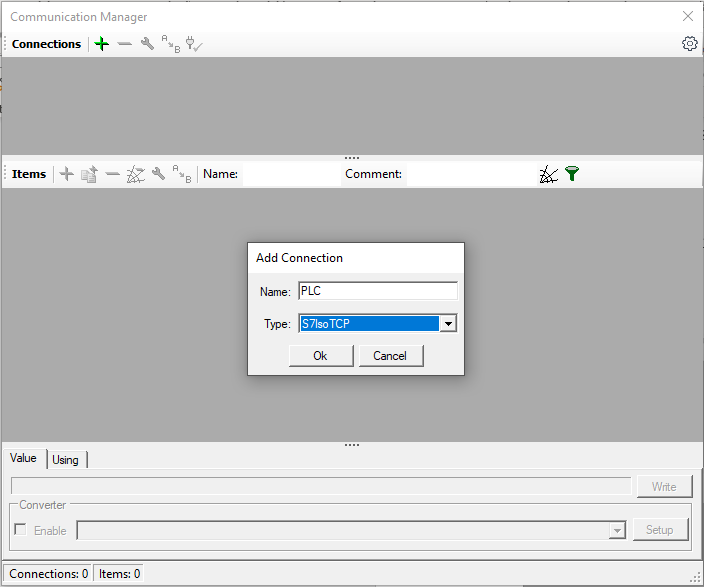 Communication Manager
Connections
A
B
Items
A
B
Name:
Comment:
Add Connection
Name: PLC
Type: S7IsoTCP
Ok Cancel
Value Using
Write
Converter
Enable
Setup
Connections: 0 Items: 0